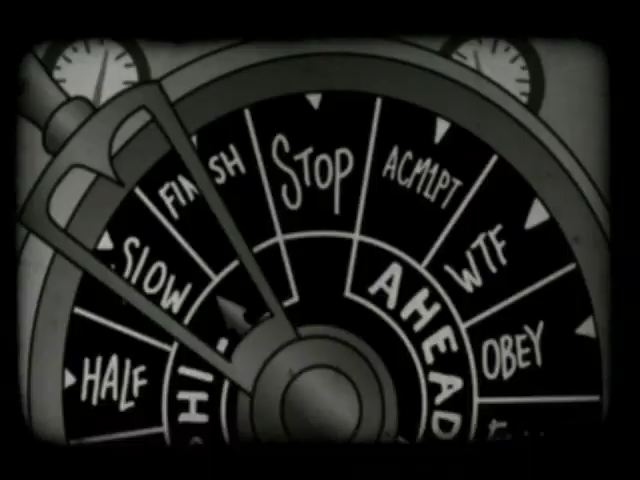 HALF
SLOW
FINISH
STOP
ACM1PT
WTF
OBEY
AHEAD